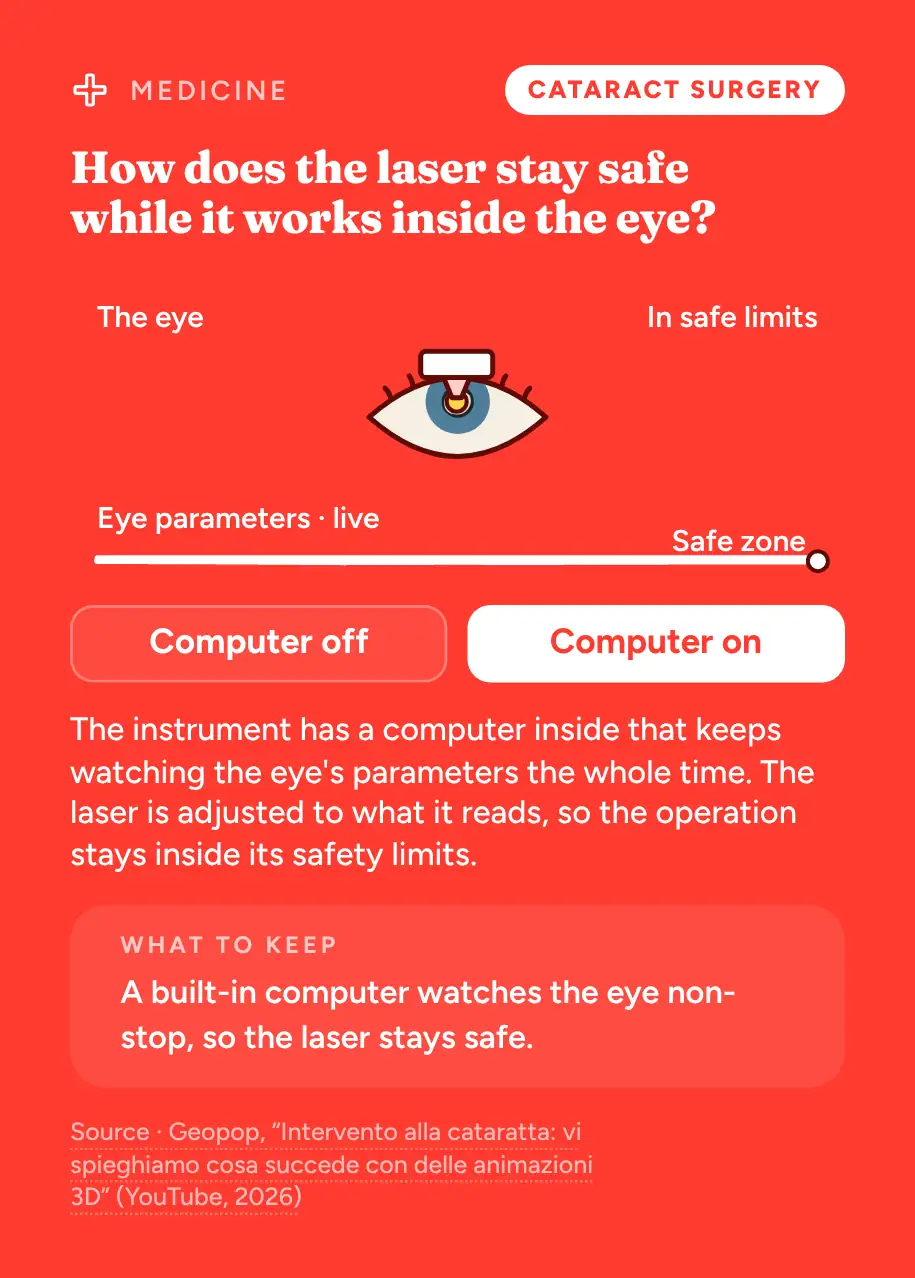 MEDICINE
CATARACT SURGERY
How does the laser stay safe
while it works inside the eye?
The eye
In safe limits
Eye parameters · live
Safe zone
Computer off
Computer on
The instrument has a computer inside that keeps
watching the eye's parameters the whole time. The
laser is adjusted to what it reads, so the operation
stays inside its safety limits.
WHAT TO KEEP
A built-in computer watches the eye non-
stop, so the laser stays safe.
Source · Geopop, “Intervento alla cataratta: vi
spieghiamo cosa succede con delle animazioni
3D” (YouTube, 2026)